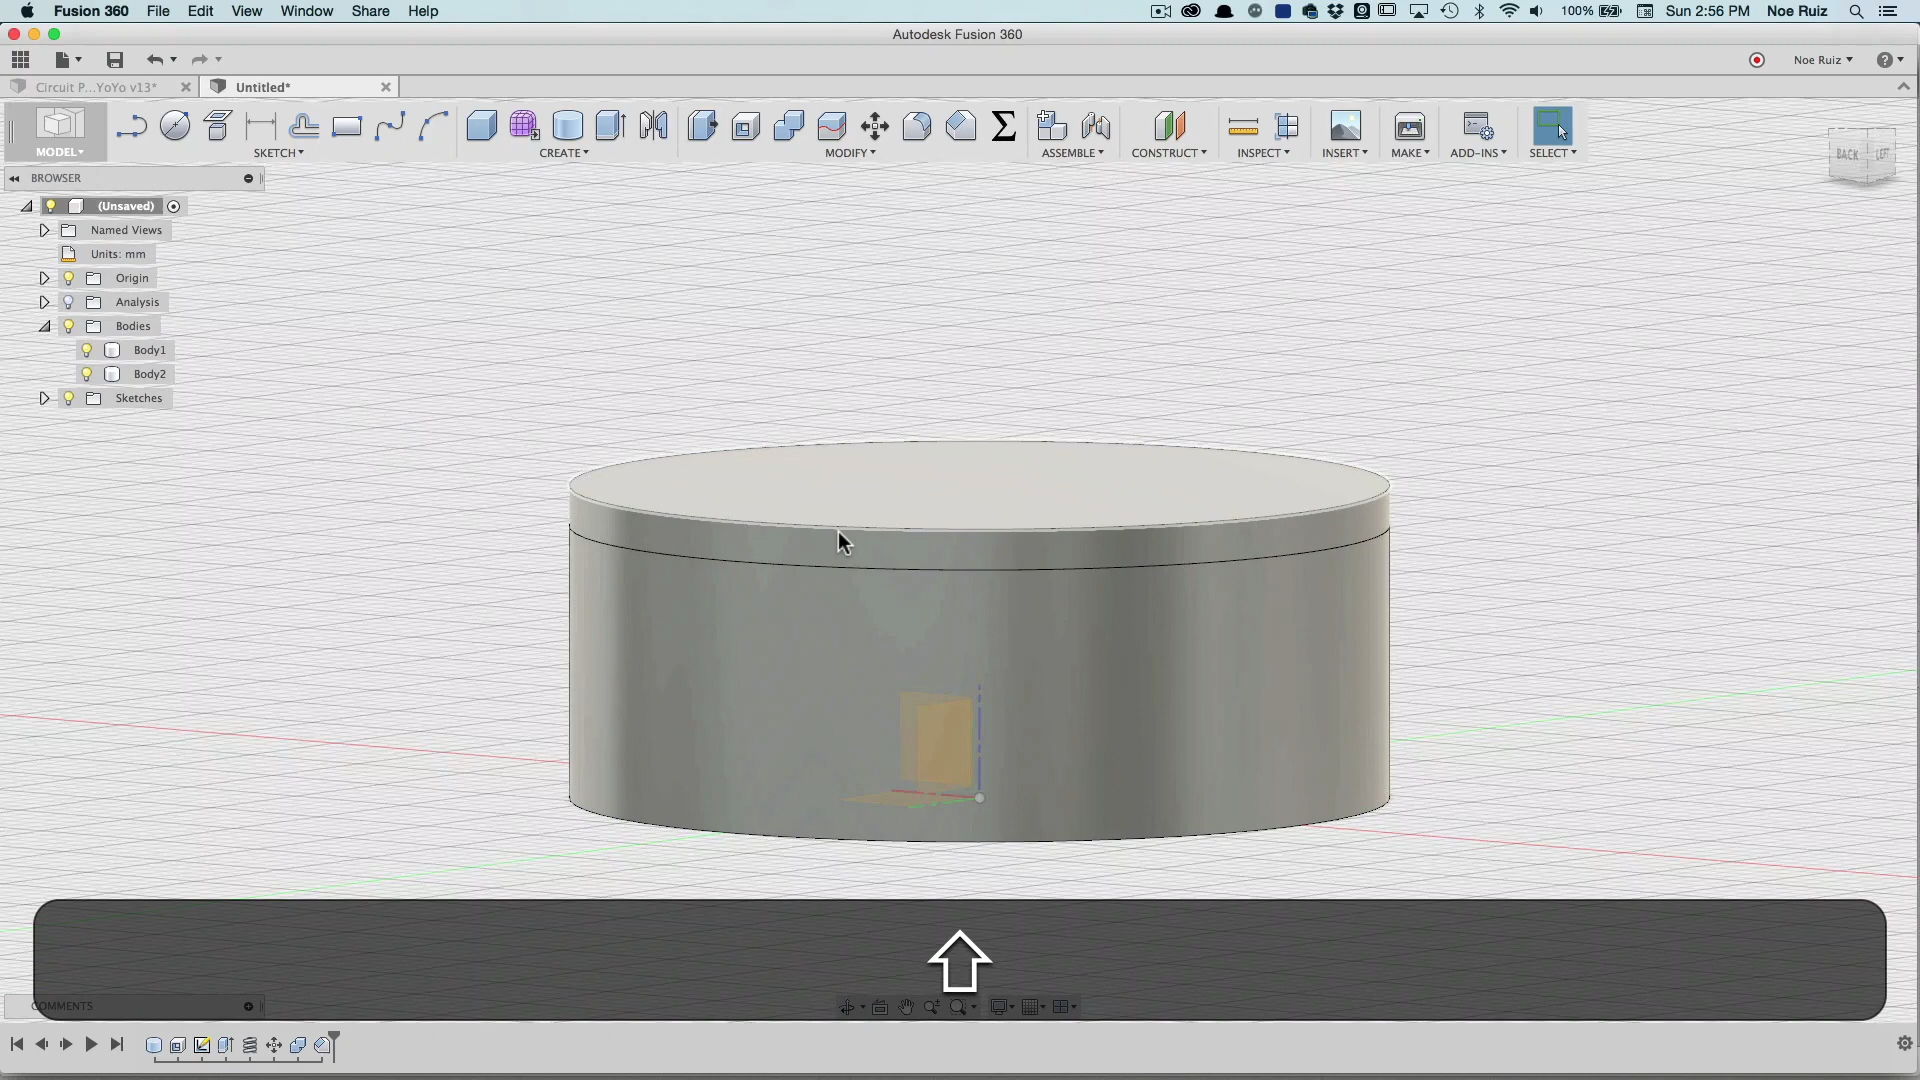 Fusion 360 File Edit View Window Share Help 100% Sun 2:56 PM Noe Ruiz
Autodesk Fusion 360
Noe Ruiz
Circuit P...YoYo v13* Untitled*
MODEL SKETCH CREATE MODIFY ASSEMBLE CONSTRUCT INSPECT INSERT MAKE ADD-INS SELECT
BACK LEFT
BROWSER
(Unsaved)
Named Views
Units: mm
Origin
Analysis
Bodies
Body1
Body2
Sketches
COMMENTS